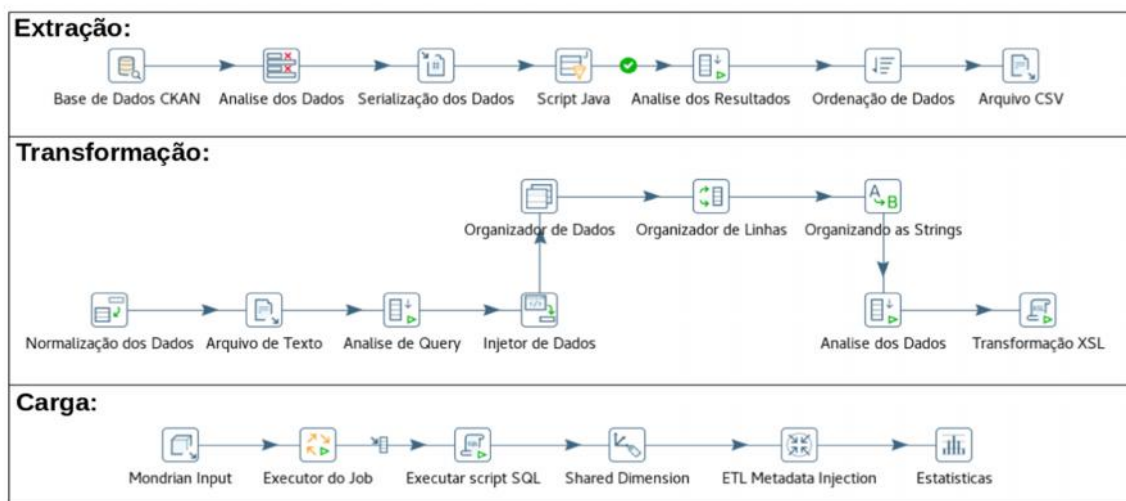 Extração:
Base de Dados CKAN Analise dos Dados Serialização dos Dados Script Java Analise dos Resultados Ordenação de Dados Arquivo CSV
Transformação:
Organizador de Dados Organizador de Linhas Organizando as Strings
Normalização dos Dados Arquivo de Texto Analise de Query Injetor de Dados Analise dos Dados Transformação XSL
Carga:
Mondrian Input Executor do Job Executar script SQL Shared Dimension ETL Metadata Injection Estatisticas